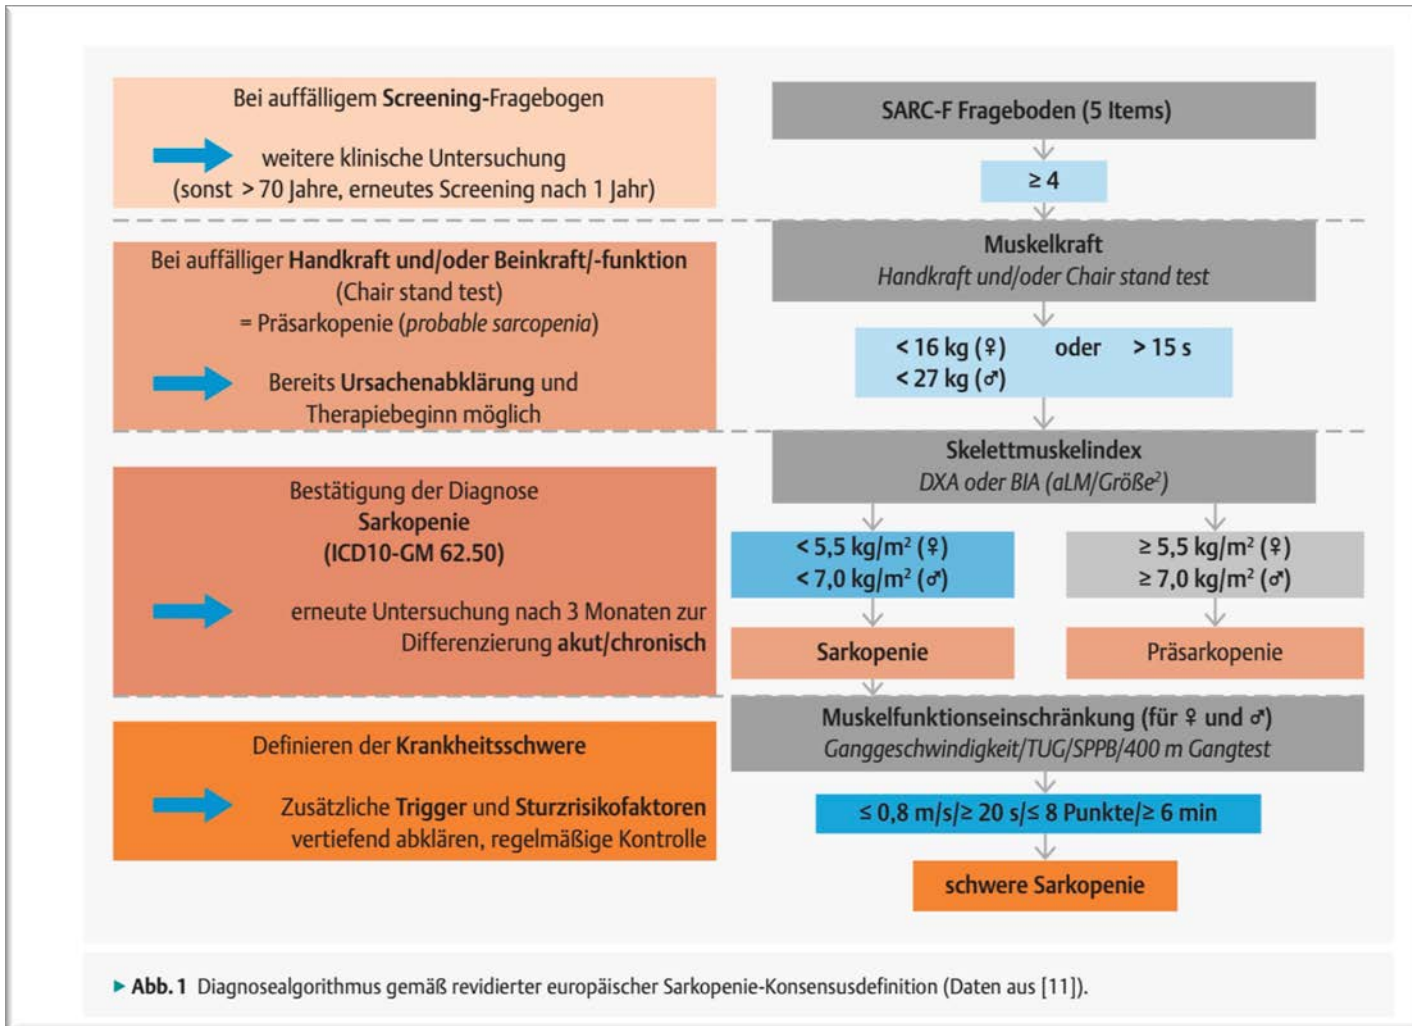 Bei auffälligem Screening-Fragebogen
weitere klinische Untersuchung
(sonst > 70 Jahre, erneutes Screening nach 1 Jahr)
SARC-F Frageboden (5 Items)
≥ 4
Bei auffälliger Handkraft und/oder Beinkraft/-funktion
(Chair stand test)
= Präsarkopenie (probable sarcopenia)
Bereits Ursachenabklärung und
Therapiebeginn möglich
Muskelkraft
Handkraft und/oder Chair stand test
< 16 kg (♀) oder > 15 s
< 27 kg (♂)
Bestätigung der Diagnose
Sarkopenie
(ICD10-GM 62.50)
erneute Untersuchung nach 3 Monaten zur
Differenzierung akut/chronisch
Skelettmuskelindex
DXA oder BIA (aLM/Größe²)
< 5,5 kg/m² (♀)
< 7,0 kg/m² (♂)
≥ 5,5 kg/m² (♀)
≥ 7,0 kg/m² (♂)
Sarkopenie
Präsarkopenie
Definieren der Krankheitsschwere
Zusätzliche Trigger und Sturzrisikofaktoren
vertiefend abklären, regelmäßige Kontrolle
Muskelfunktionseinschränkung (für ♀ und ♂)
Ganggeschwindigkeit/TUG/SPPB/400 m Gangtest
≤ 0,8 m/s/≥ 20 s/≤ 8 Punkte/≥ 6 min
schwere Sarkopenie
▶ Abb. 1 Diagnosealgorithmus gemäß revidierter europäischer Sarkopenie-Konsensusdefinition (Daten aus [11]).